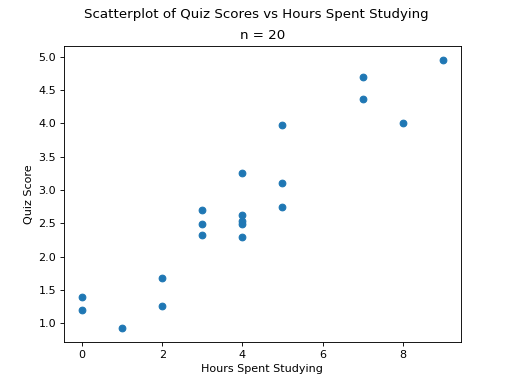 Scatterplot of Quiz Scores vs Hours Spent Studying
n = 20
5.0
4.5
4.0
3.5
3.0
2.5
2.0
1.5
1.0
Quiz Score
0 2 4 6 8
Hours Spent Studying